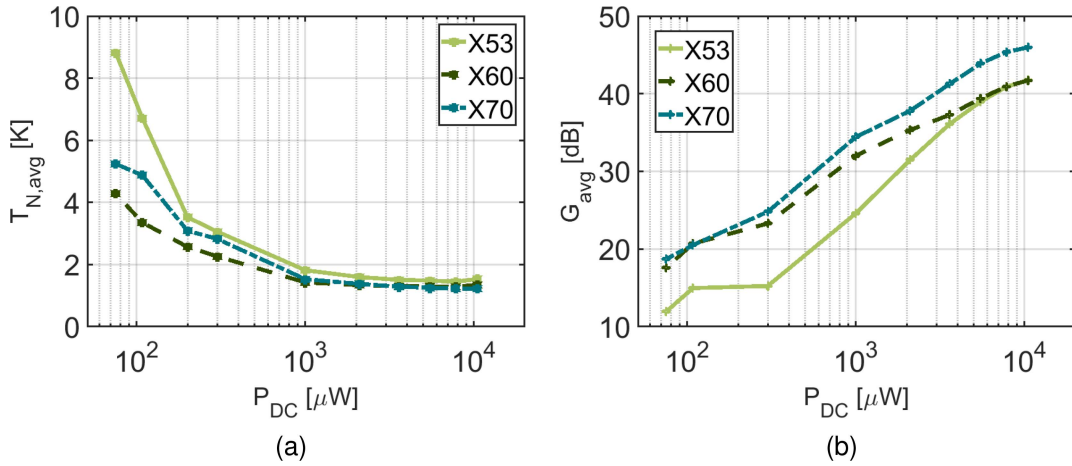 10
8
6
4
2
0
T_N,avg [K]
X53
X60
X70
10^2
10^3
10^4
P_DC [μW]
(a)
50
40
30
20
10
G_avg [dB]
X53
X60
X70
10^2
10^3
10^4
P_DC [μW]
(b)